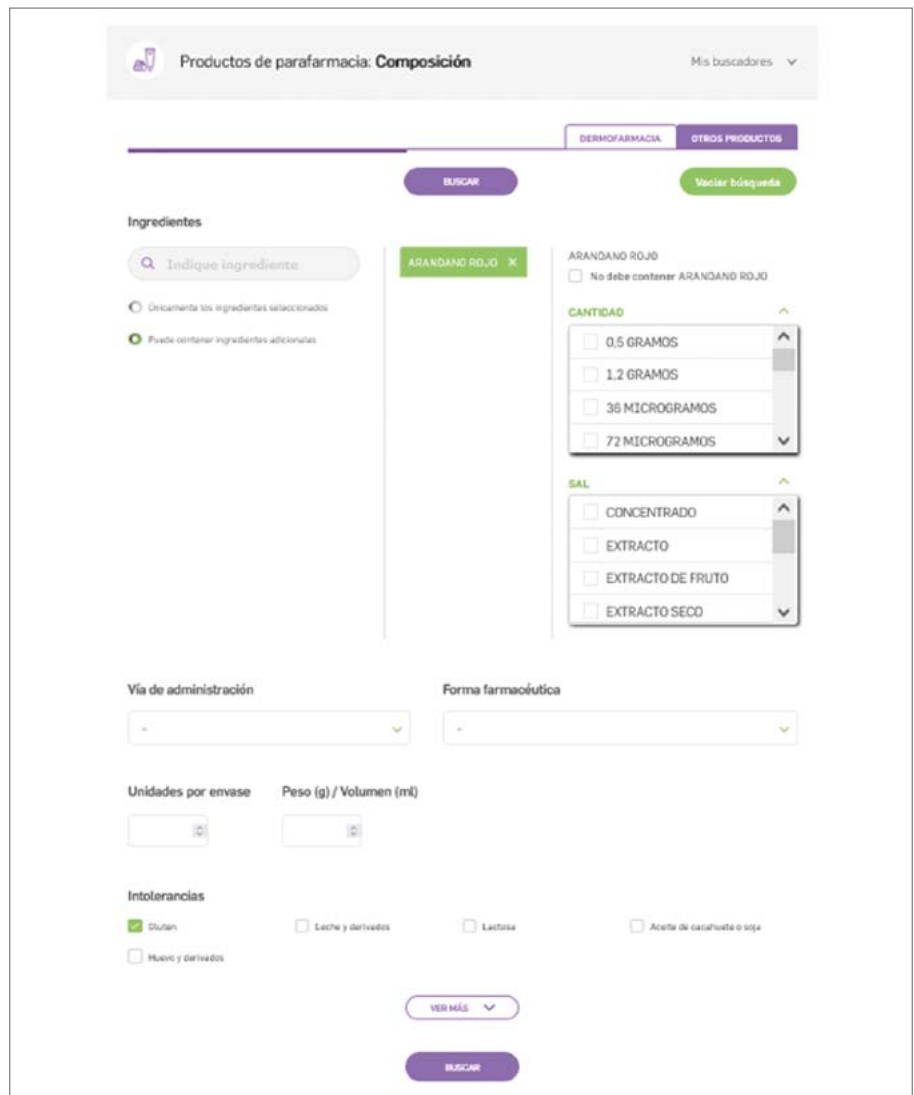 Productos de parafarmacia: Composición
Mis buscadores
DERMOFARMACIA
OTROS PRODUCTOS
BUSCAR
Vaciar búsqueda
Ingredientes
Indique ingrediente
Únicamente los ingredientes seleccionados
Puede contener ingredientes adicionales
ARANDANO ROJO X
ARANDANO ROJO
No debe contener ARANDANO ROJO
CANTIDAD
0,5 GRAMOS
1,2 GRAMOS
36 MICROGRAMOS
72 MICROGRAMOS
SAL
CONCENTRADO
EXTRACTO
EXTRACTO DE FRUTO
EXTRACTO SECO
Vía de administración
Forma farmacéutica
-
-
Unidades por envase
Peso (g) / Volumen (ml)
Intolerancias
Gluten
Leche y derivados
Lactosa
Aceite de cacahuete o soja
Huevo y derivados
VER MÁS
BUSCAR